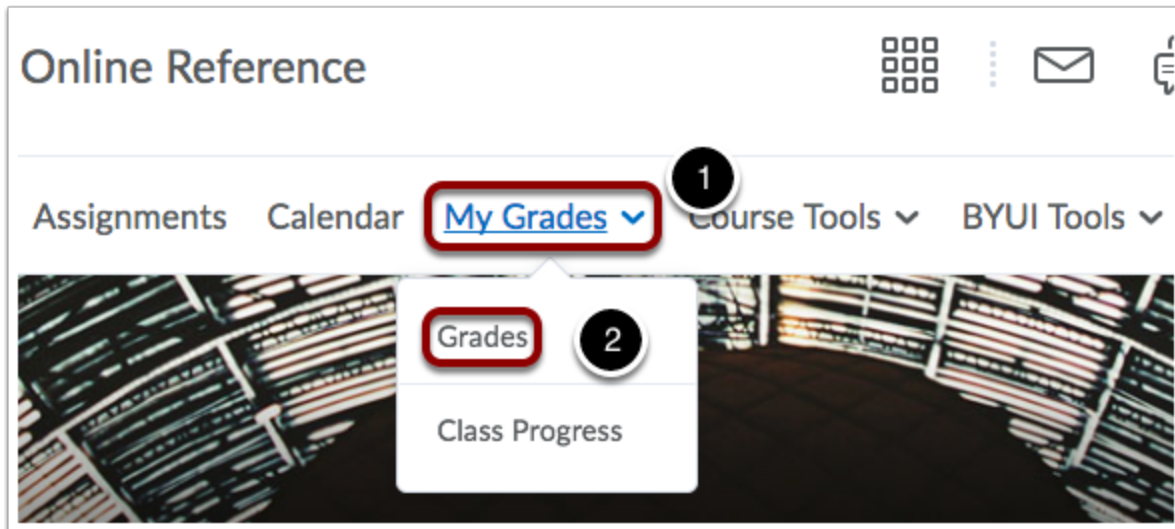 Online Reference
Assignments Calendar My Grades 1 Course Tools BYUI Tools
Grades 2
Class Progress